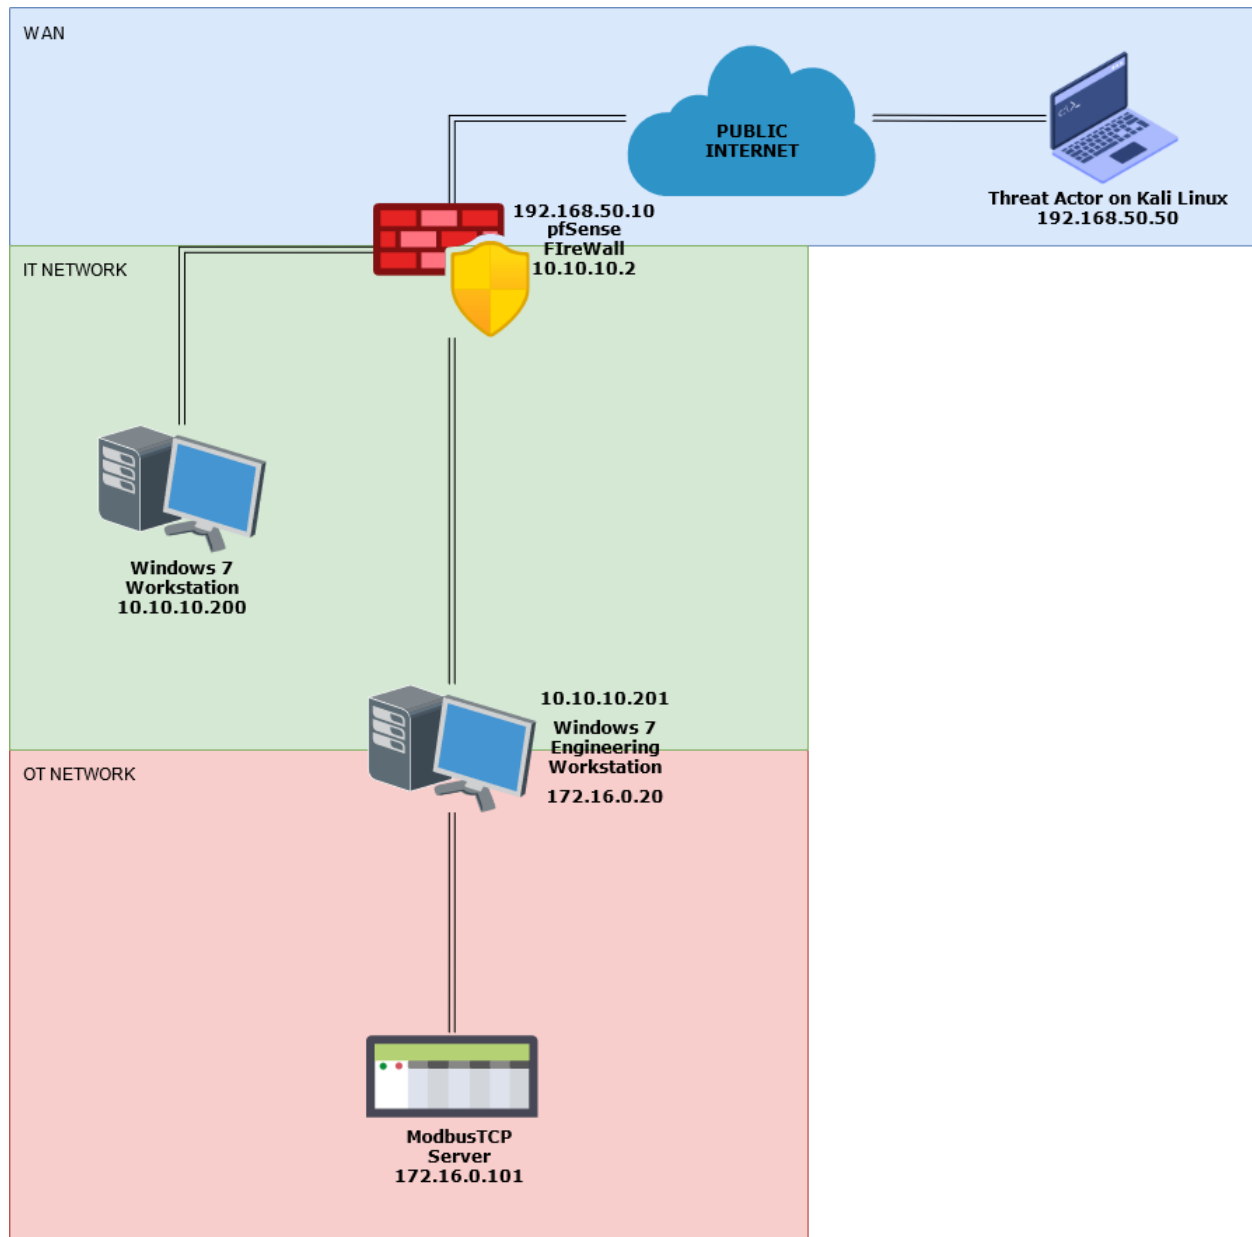 WAN
PUBLIC
INTERNET
Threat Actor on Kali Linux
192.168.50.50
192.168.50.10
pfSense
FIreWall
10.10.10.2
IT NETWORK
Windows 7
Workstation
10.10.10.200
10.10.10.201
Windows 7
Engineering
Workstation
172.16.0.20
OT NETWORK
ModbusTCP
Server
172.16.0.101